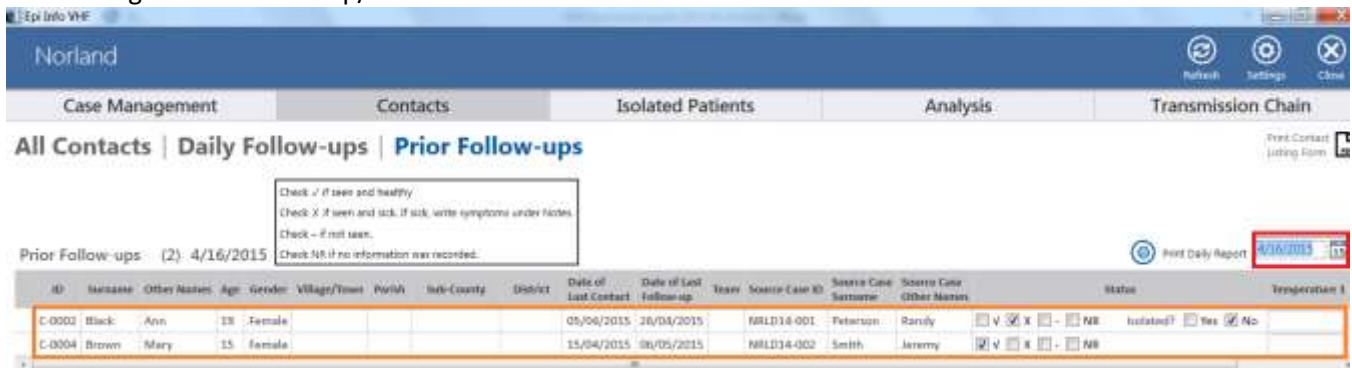 Epi Info VHF
Norland
Refresh Settings Close
Case Management Contacts Isolated Patients Analysis Transmission Chain
All Contacts | Daily Follow-ups | Prior Follow-ups
Print Contact
Listing Form
Check √ if seen and healthy
Check X if seen and sick. If sick, write symptoms under Notes.
Check – if not seen.
Check NR if no information was recorded.
Prior Follow-ups (2) 4/16/2015
Print Daily Report 4/16/2015 15
ID Surname Other Names Age Gender Village/Town Parish Sub-County District Date of Last Contact Date of Last Follow-up Team Source Case ID Source Case Surname Source Case Other Names Status Temperature 1
C-0002 Black Ann Female 05/04/2015 26/04/2015 NRLD14-001 Peterson Randy √ X - NR Isolated? Yes No
C-0004 Brown Mary 15 Female 15/04/2015 06/05/2015 NRLD14-002 Smith Jeremy √ X - NR